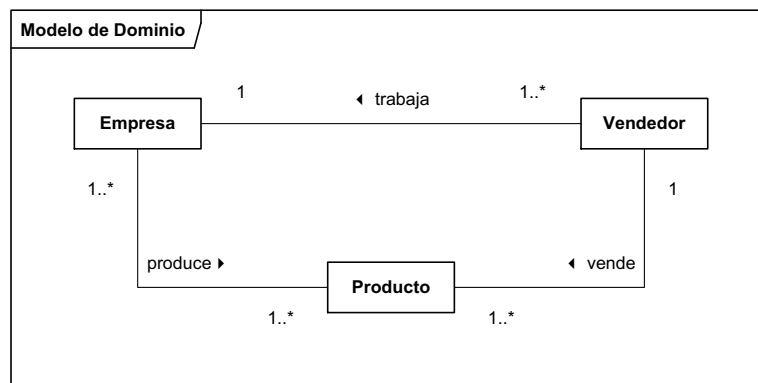 Modelo de Dominio
1 trabaja 1..*
Empresa Vendedor
1..* 1
produce vende
Producto
1..* 1..*